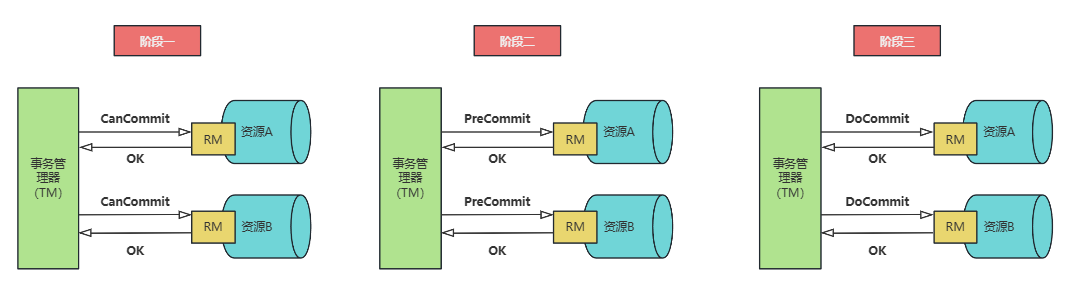 阶段一
事务管
理器
（TM）
CanCommit
OK
RM
资源A
CanCommit
OK
RM
资源B
阶段二
事务管
理器
（TM）
PreCommit
OK
RM
资源A
PreCommit
OK
RM
资源B
阶段三
事务管
理器
（TM）
DoCommit
OK
RM
资源A
DoCommit
OK
RM
资源B